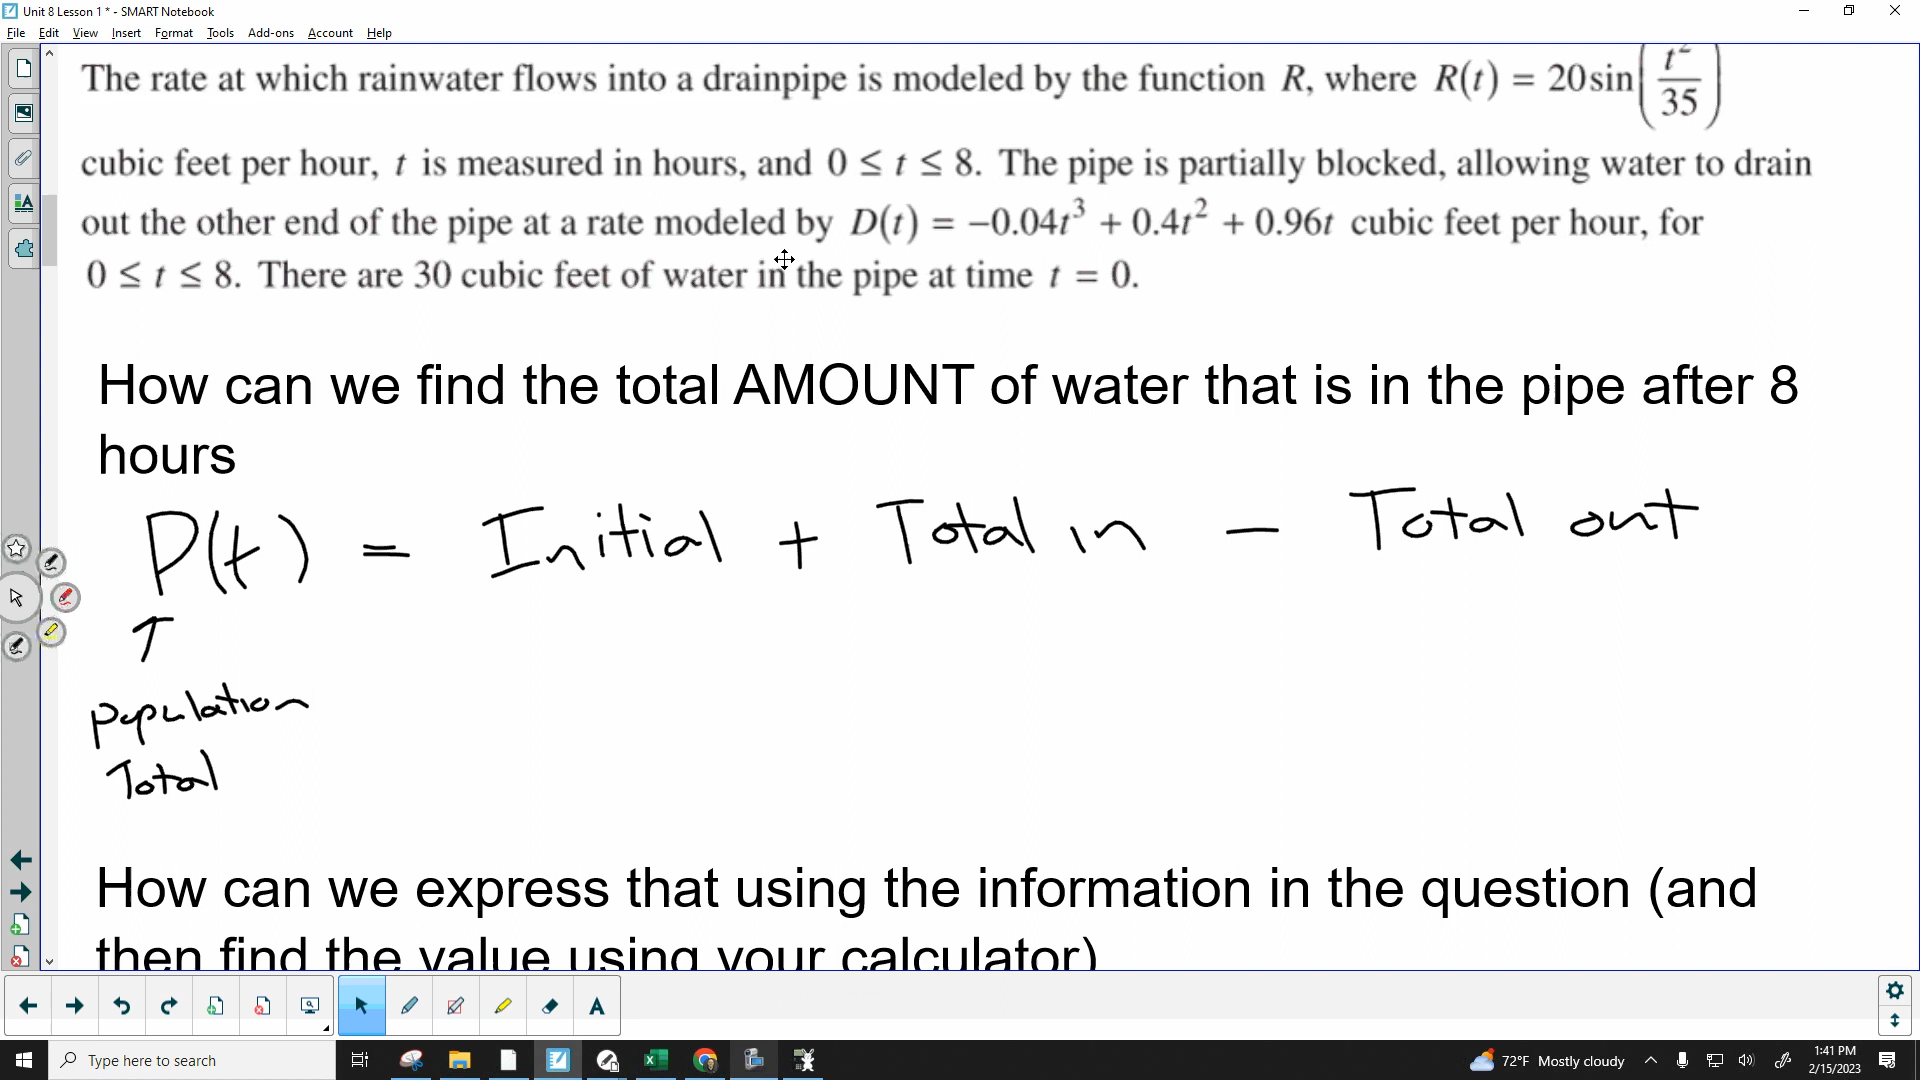 Unit 8 Lesson 1 * - SMART Notebook
File Edit View Insert Format Tools Add-ons Account Help
The rate at which rainwater flows into a drainpipe is modeled by the function R, where R(t) = 20sin(t²/35)
cubic feet per hour, t is measured in hours, and 0 ≤ t ≤ 8. The pipe is partially blocked, allowing water to drain
out the other end of the pipe at a rate modeled by D(t) = −0.04t³ + 0.4t² + 0.96t cubic feet per hour, for
0 ≤ t ≤ 8. There are 30 cubic feet of water in the pipe at time t = 0.
How can we find the total AMOUNT of water that is in the pipe after 8
hours
P(t) = Initial + Total in − Total out
↑
population
Total
How can we express that using the information in the question (and
then find the value using your calculator)
Type here to search
72°F Mostly cloudy
1:41 PM
2/15/2023